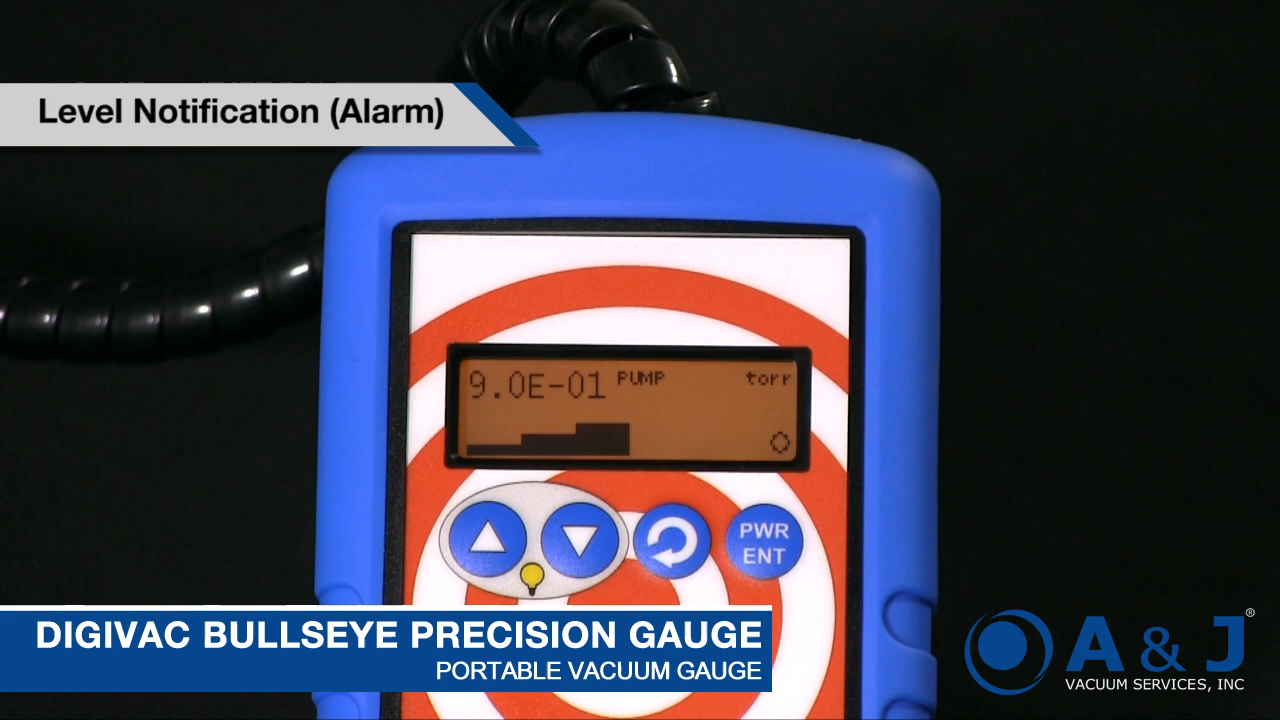 Level Notification (Alarm)
9.0E-01 PUMP torr
PWR
ENT
DIGIVAC BULLSEYE PRECISION GAUGE
PORTABLE VACUUM GAUGE
A & J®
VACUUM SERVICES, INC